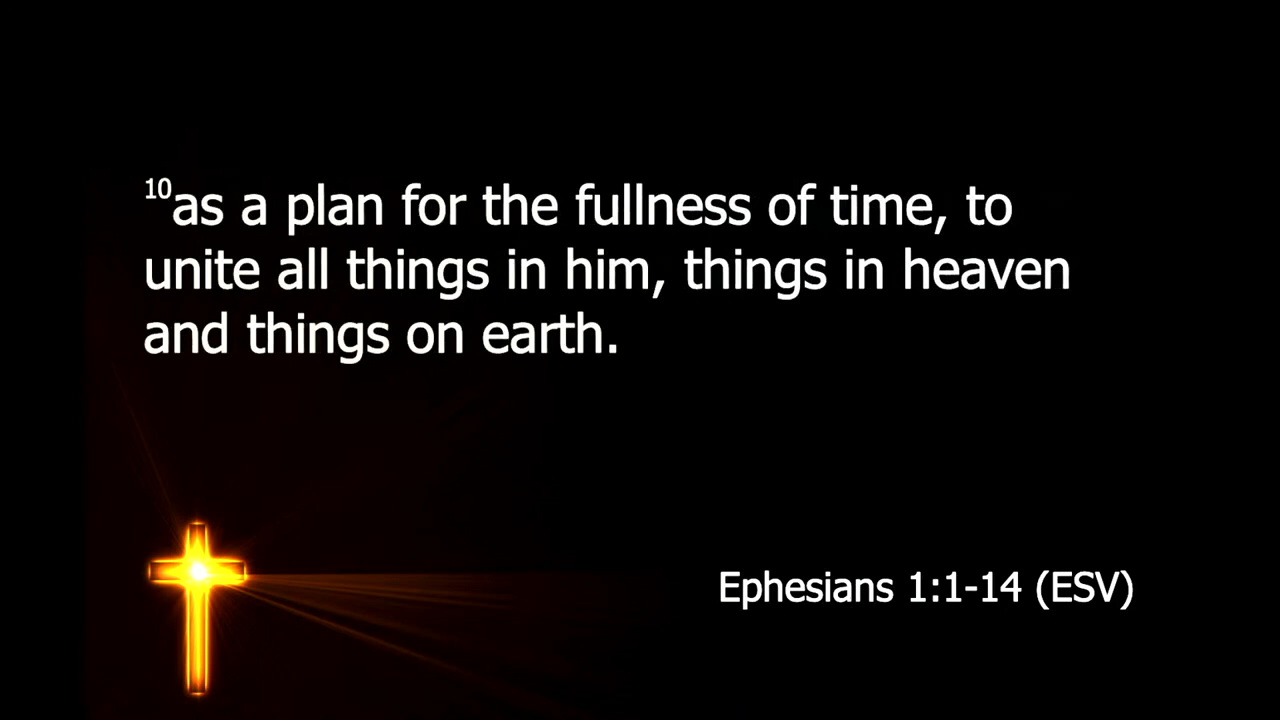 10as a plan for the fullness of time, to
unite all things in him, things in heaven
and things on earth.
Ephesians 1:1-14 (ESV)